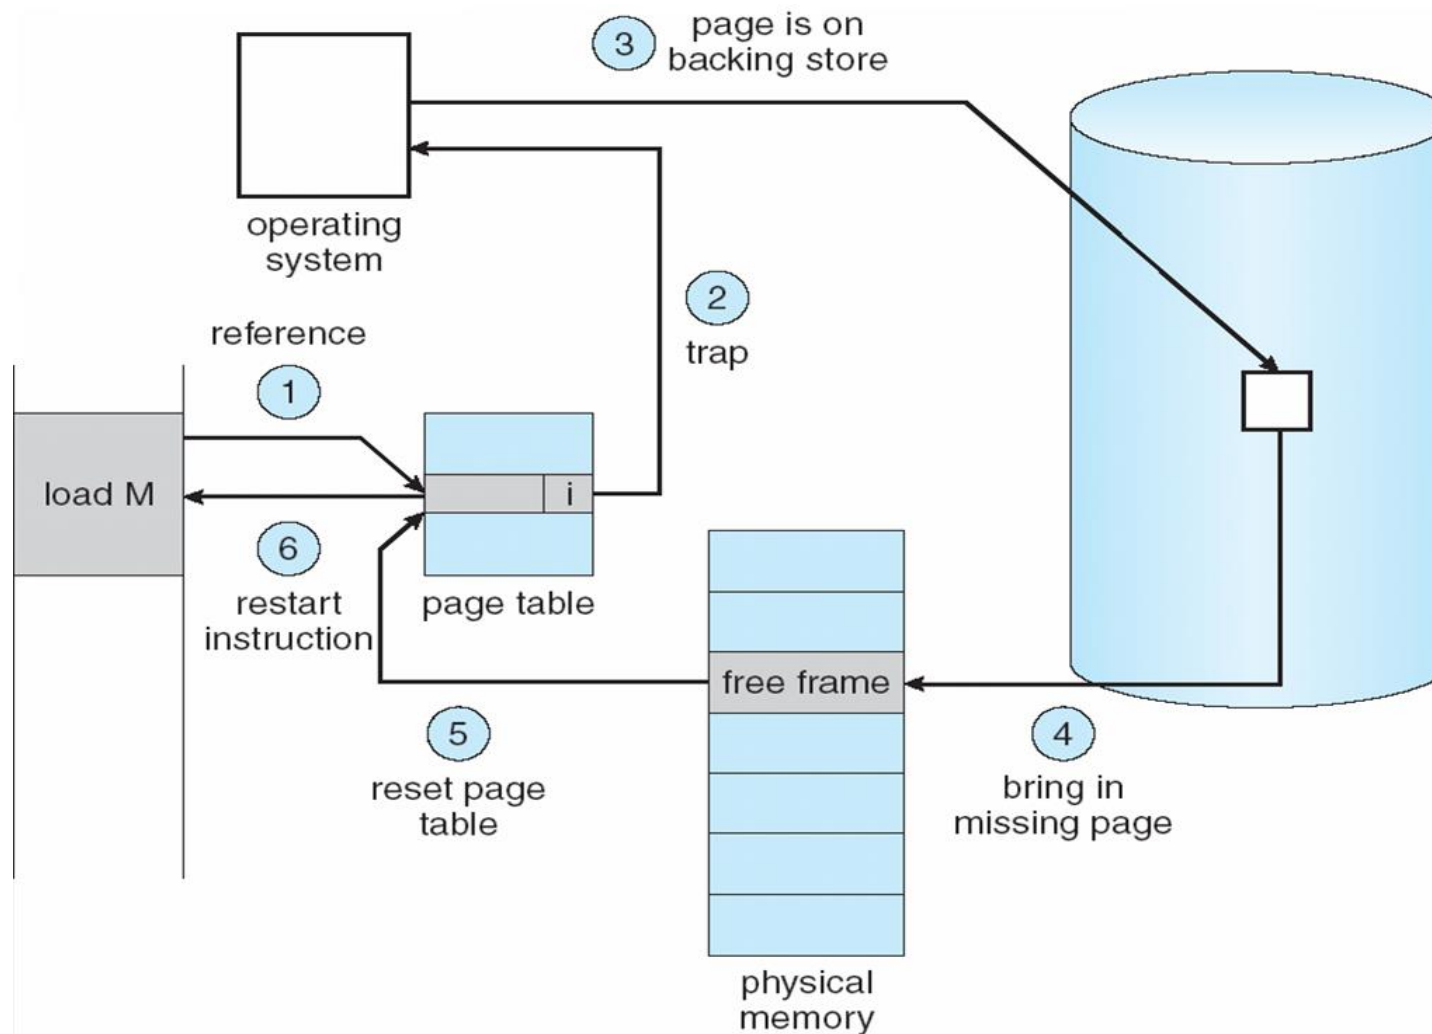 3
page is on
backing store
operating
system
2
trap
reference
1
load M
i
6
restart
instruction
page table
free frame
5
reset page
table
4
bring in
missing page
physical
memory